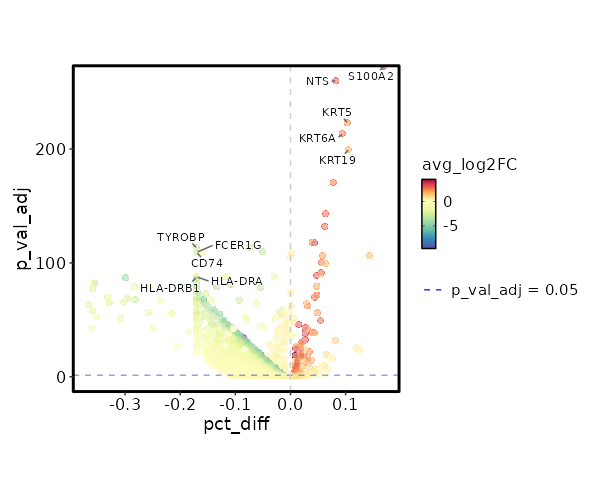 S100A2
NTS
KRT5
KRT6A
KRT19
TYROBP
FCER1G
CD74
HLA-DRA
HLA-DRB1
200
100
0
p_val_adj
-0.3
-0.2
-0.1
0.0
0.1
pct_diff
avg_log2FC
0
-5
p_val_adj = 0.05